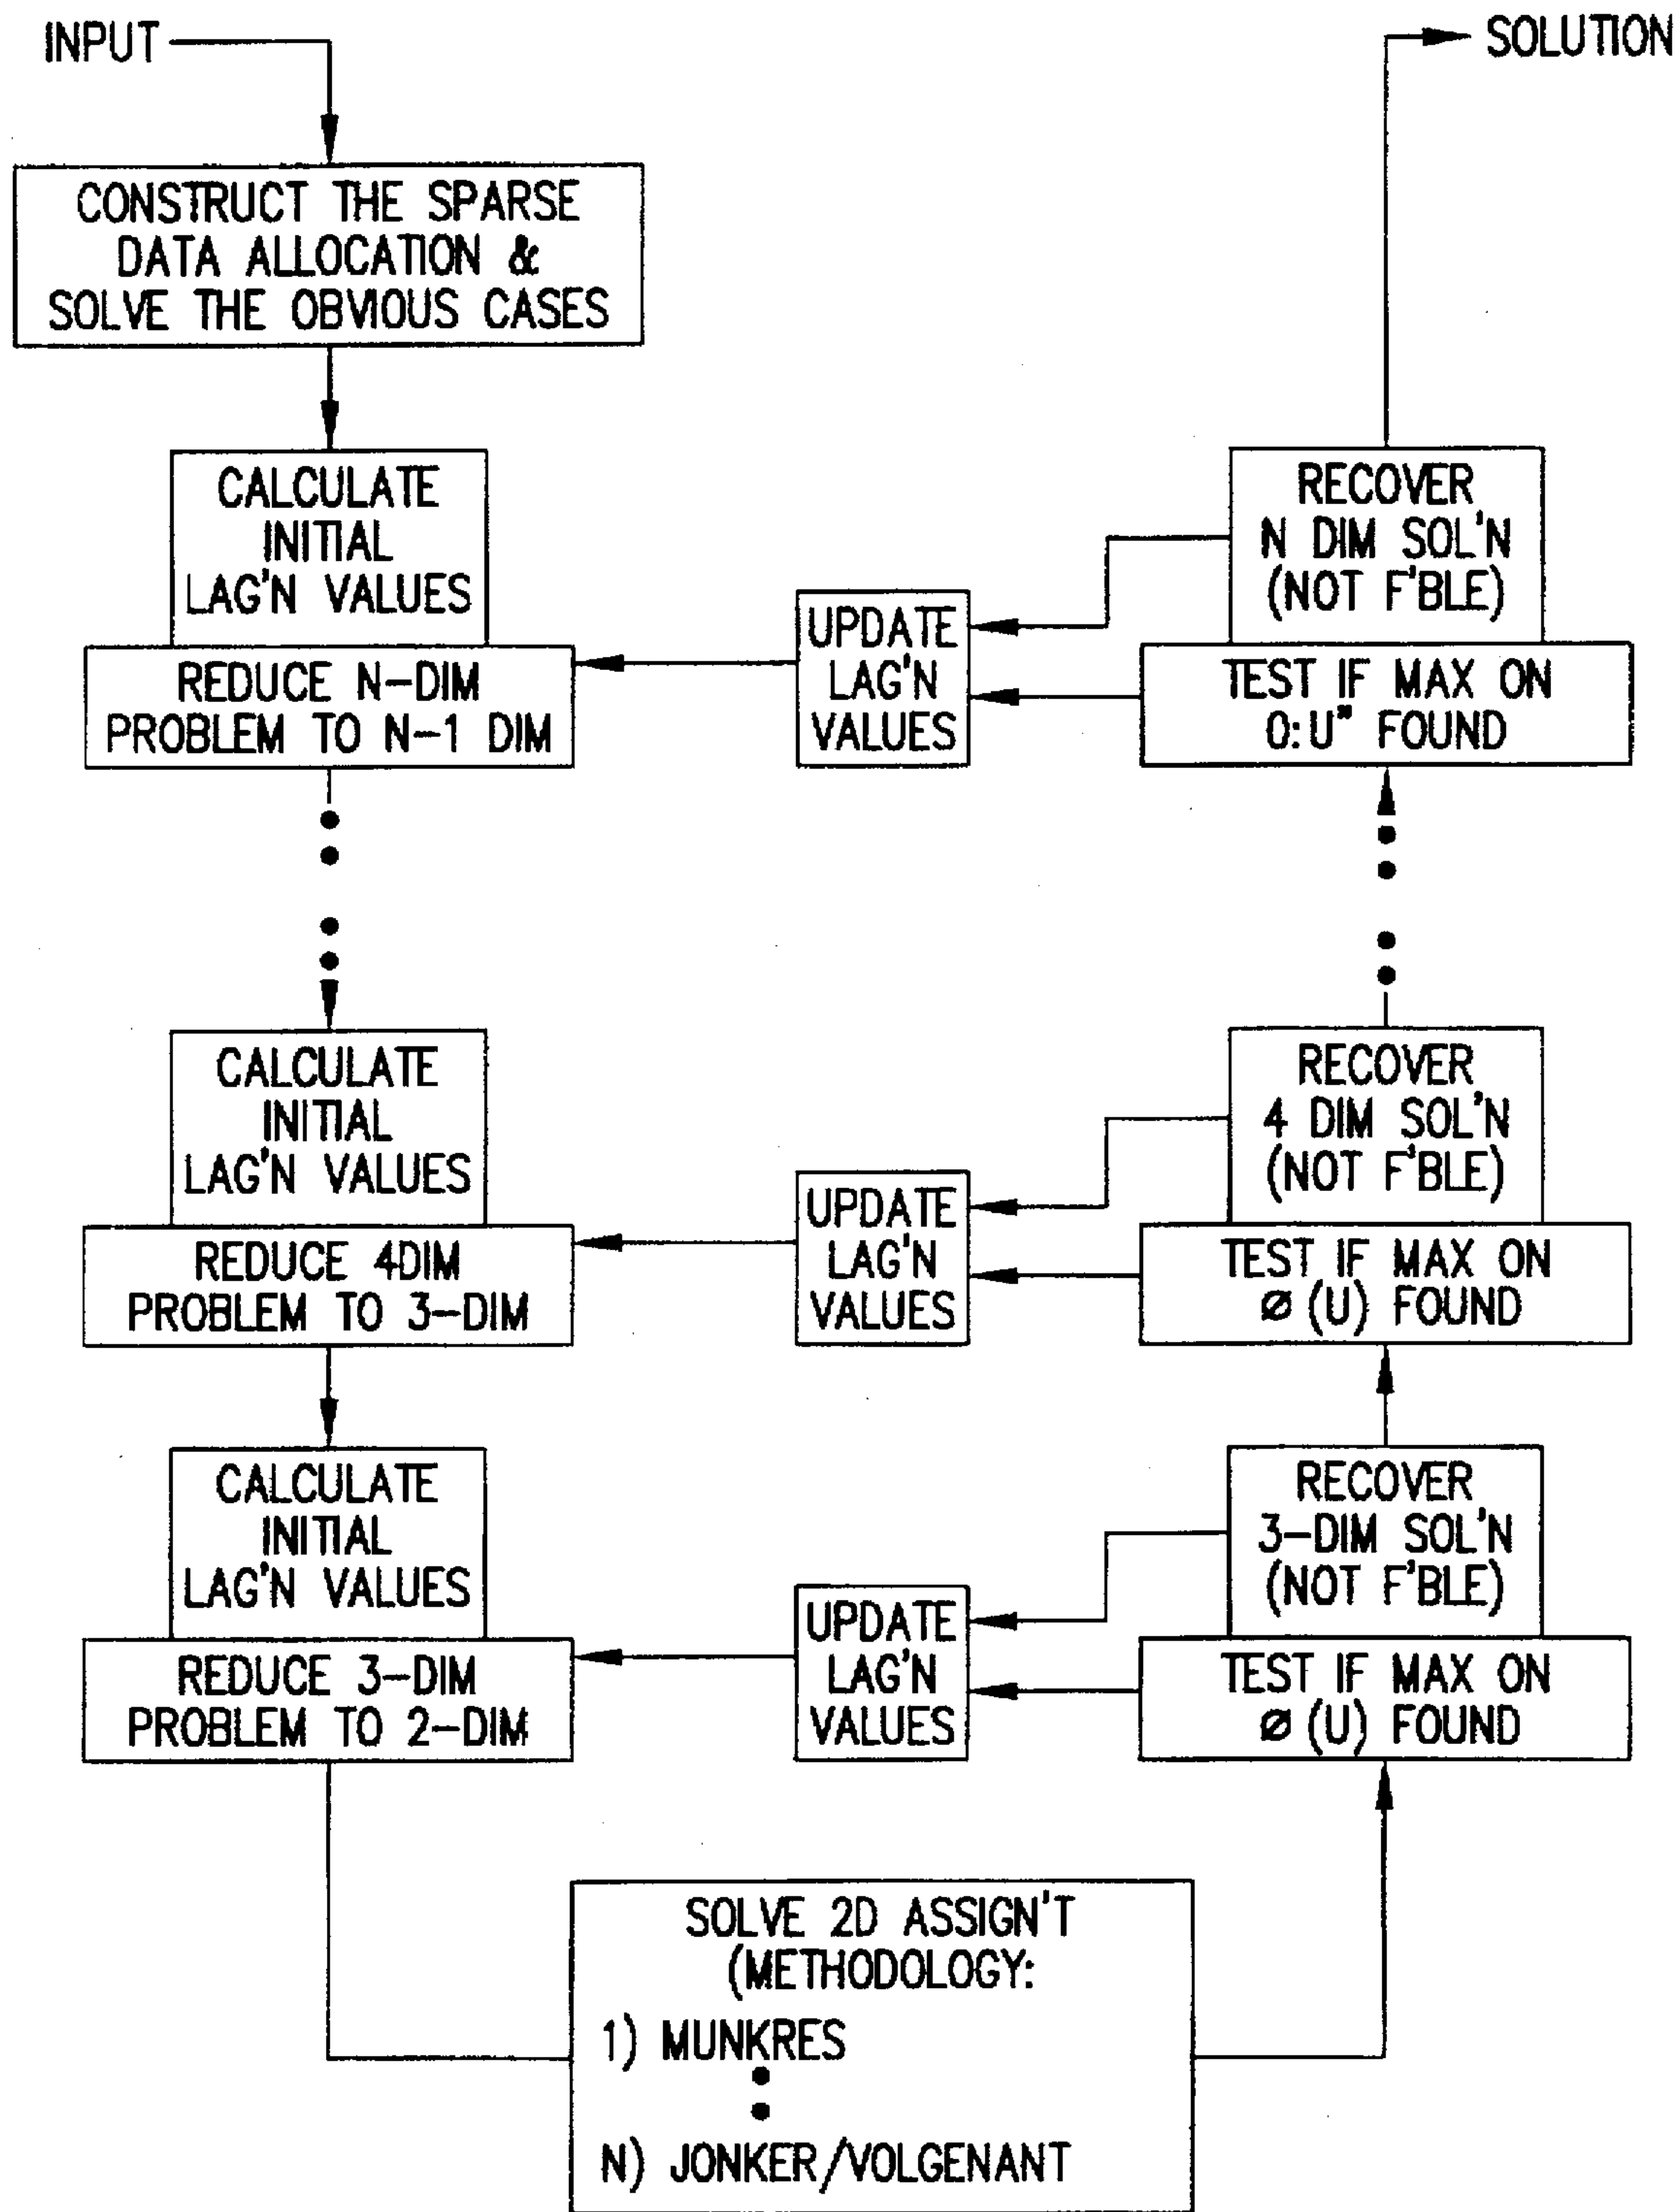 INPUT
SOLUTION
CONSTRUCT THE SPARSE
DATA ALLOCATION &
SOLVE THE OBVIOUS CASES
CALCULATE
INITIAL
LAG'N VALUES
REDUCE N-DIM
PROBLEM TO N-1 DIM
UPDATE
LAG'N
VALUES
RECOVER
N DIM SOL'N
(NOT F'BLE)
TEST IF MAX ON
0:U" FOUND
CALCULATE
INITIAL
LAG'N VALUES
REDUCE 4DIM
PROBLEM TO 3-DIM
UPDATE
LAG'N
VALUES
RECOVER
4 DIM SOL'N
(NOT F'BLE)
TEST IF MAX ON
Ø (U) FOUND
CALCULATE
INITIAL
LAG'N VALUES
REDUCE 3-DIM
PROBLEM TO 2-DIM
UPDATE
LAG'N
VALUES
RECOVER
3-DIM SOL'N
(NOT F'BLE)
TEST IF MAX ON
Ø (U) FOUND
SOLVE 2D ASSIGN'T
(METHODOLOGY:
1) MUNKRES
N) JONKER/VOLGENANT